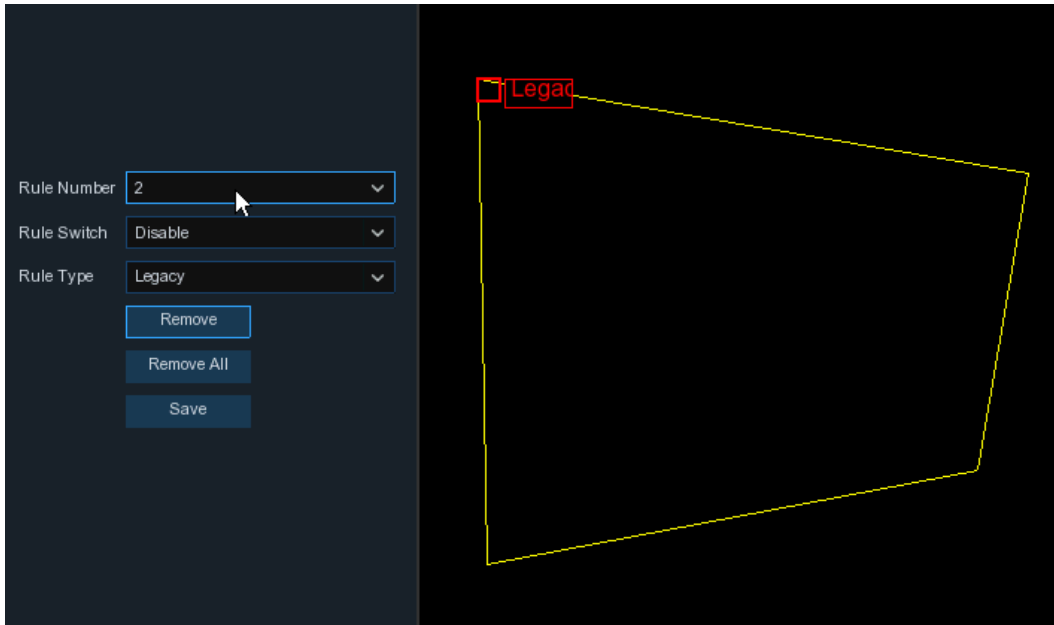 Legac
Rule Number 2
Rule Switch Disable
Rule Type Legacy
Remove
Remove All
Save